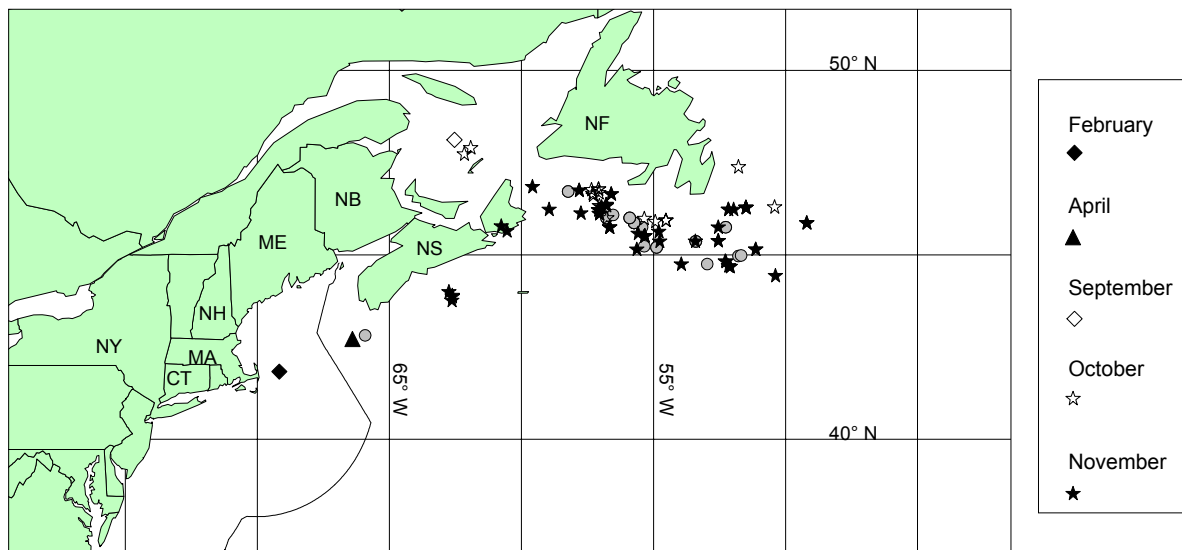 50° N
NF
NB
ME
NS
NH
NY
MA
CT
65° W
55° W
40° N
February
April
September
October
November